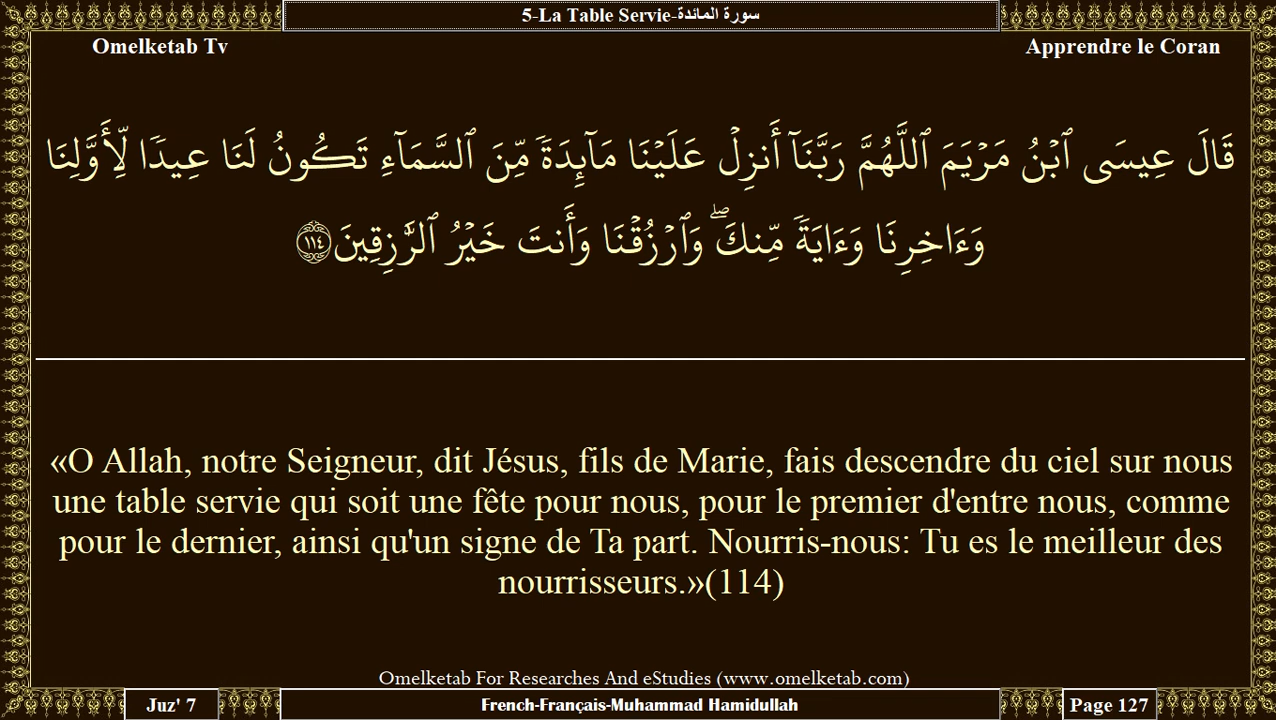 5-La Table Servie-سورة المائدة
Omelketab Tv
Apprendre le Coran
قَالَ عِيسَى ٱبۡنُ مَرۡيَمَ ٱللَّهُمَّ رَبَّنَآ أَنزِلۡ عَلَيۡنَا مَآئِدَةٗ مِّنَ ٱلسَّمَآءِ تَكُونُ لَنَا عِيدٗا لِّأَوَّلِنَا
وَءَاخِرِنَا وَءَايَةٗ مِّنكَۖ وَٱرۡزُقۡنَا وَأَنتَ خَيۡرُ ٱلرَّٰزِقِينَ ١١٤
«O Allah, notre Seigneur, dit Jésus, fils de Marie, fais descendre du ciel sur nous
une table servie qui soit une fête pour nous, pour le premier d'entre nous, comme
pour le dernier, ainsi qu'un signe de Ta part. Nourris-nous: Tu es le meilleur des
nourrisseurs.»(114)
Omelketab For Researches And eStudies (www.omelketab.com)
Juz' 7
French-Français-Muhammad Hamidullah
Page 127